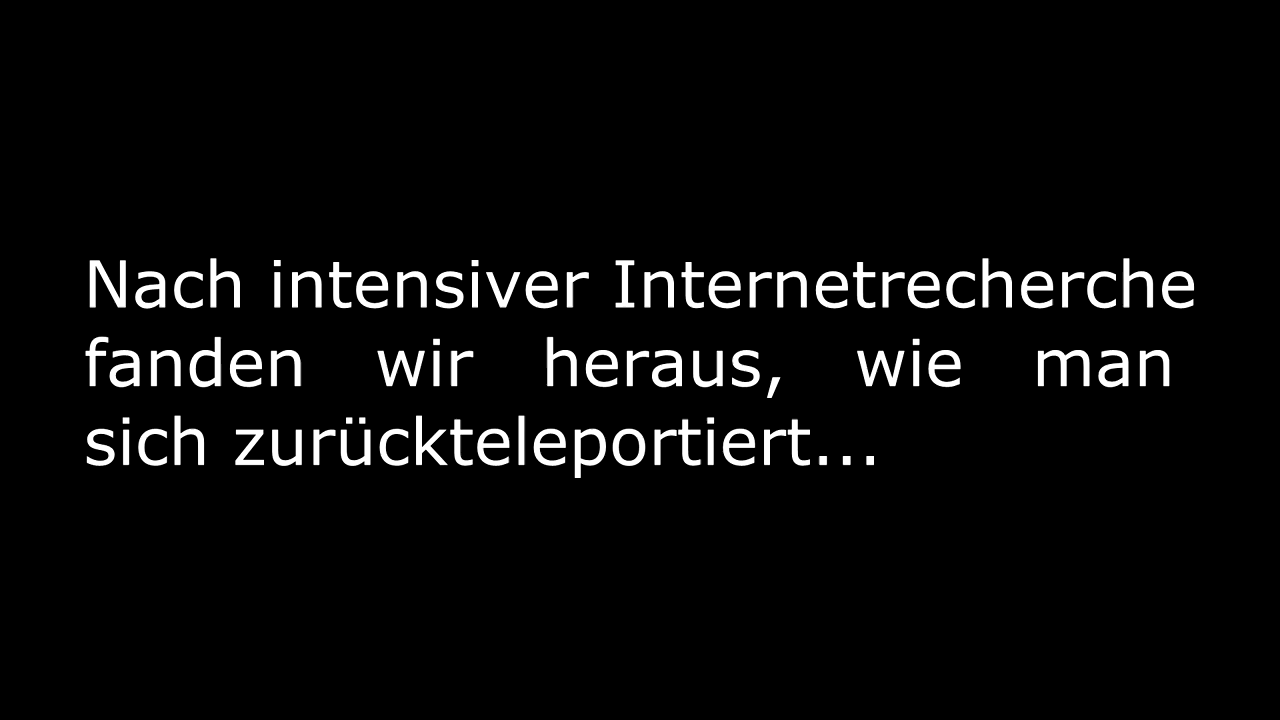 Nach intensiver Internetrecherche
fanden wir heraus, wie man
sich zurückteleportiert...